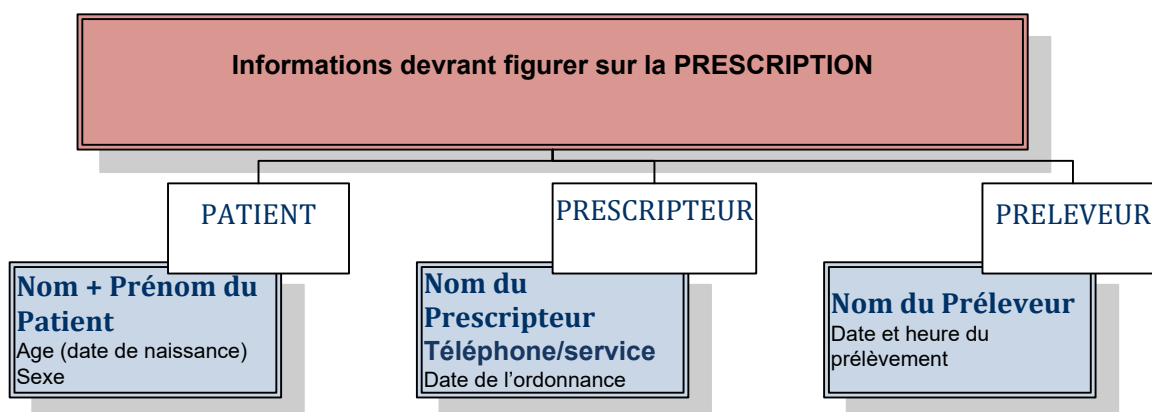 Informations devrant figurer sur la PRESCRIPTION
PATIENT
PRESCRIPTEUR
PRELEVEUR
Nom + Prénom du
Patient
Age (date de naissance)
Sexe
Nom du
Prescripteur
Téléphone/service
Date de l’ordonnance
Nom du Préleveur
Date et heure du
prélèvement